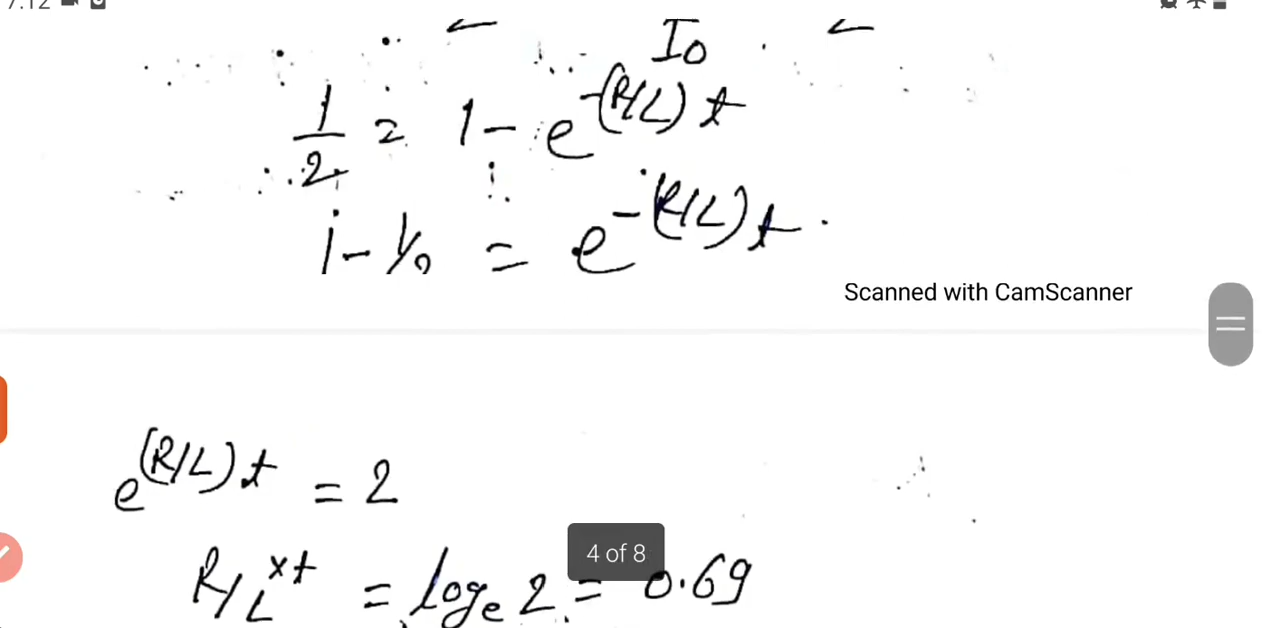 7:12
I₀
1/2 = 1 - e^-(R/L) t
1 - 1/2 = e^-(R/L) t
Scanned with CamScanner
e^(R/L) t = 2
4 of 8
R/L × t = logₑ 2 = 0.69